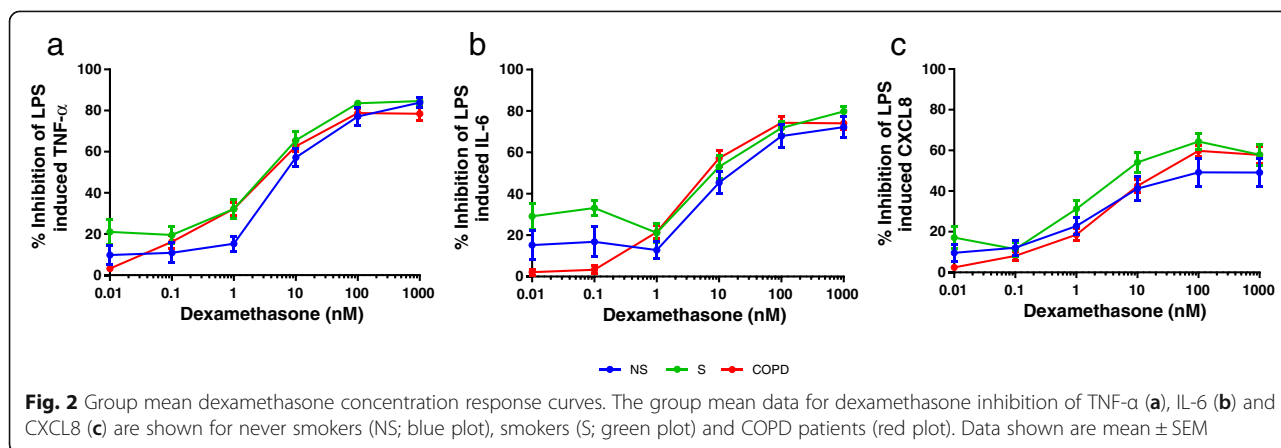 a
% Inhibition of LPS
induced TNF-α
100
80
60
40
20
0
0.01 0.1 1 10 100 1000
Dexamethasone (nM)
b
% Inhibition of LPS
induced IL-6
100
80
60
40
20
0
0.01 0.1 1 10 100 1000
Dexamethasone (nM)
c
% Inhibition of LPS
induced CXCL8
100
80
60
40
20
0
0.01 0.1 1 10 100 1000
Dexamethasone (nM)
NS S COPD
Fig. 2 Group mean dexamethasone concentration response curves. The group mean data for dexamethasone inhibition of TNF-α (a), IL-6 (b) and
CXCL8 (c) are shown for never smokers (NS; blue plot), smokers (S; green plot) and COPD patients (red plot). Data shown are mean ± SEM